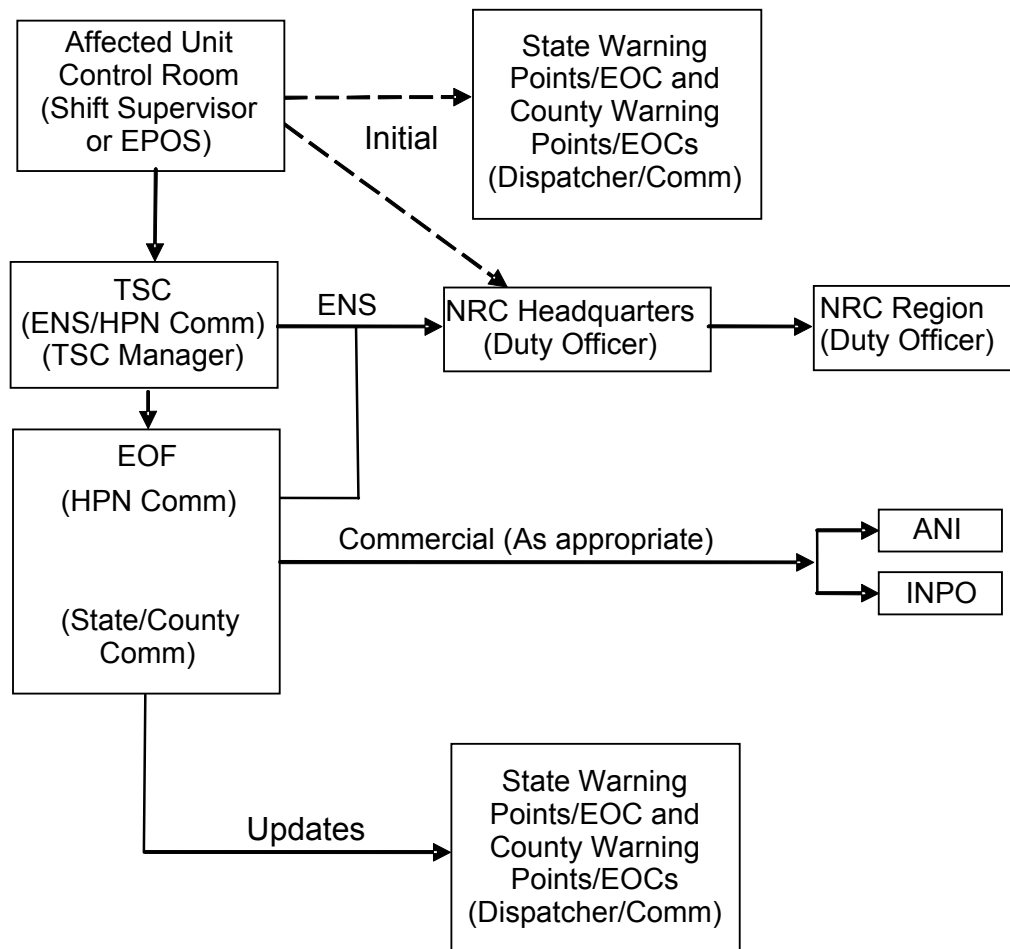 Affected Unit
Control Room
(Shift Supervisor
or EPOS)
Initial
State Warning
Points/EOC and
County Warning
Points/EOCs
(Dispatcher/Comm)
TSC
(ENS/HPN Comm)
(TSC Manager)
ENS
NRC Headquarters
(Duty Officer)
NRC Region
(Duty Officer)
EOF
(HPN Comm)
(State/County
Comm)
Commercial (As appropriate)
ANI
INPO
Updates
State Warning
Points/EOC and
County Warning
Points/EOCs
(Dispatcher/Comm)